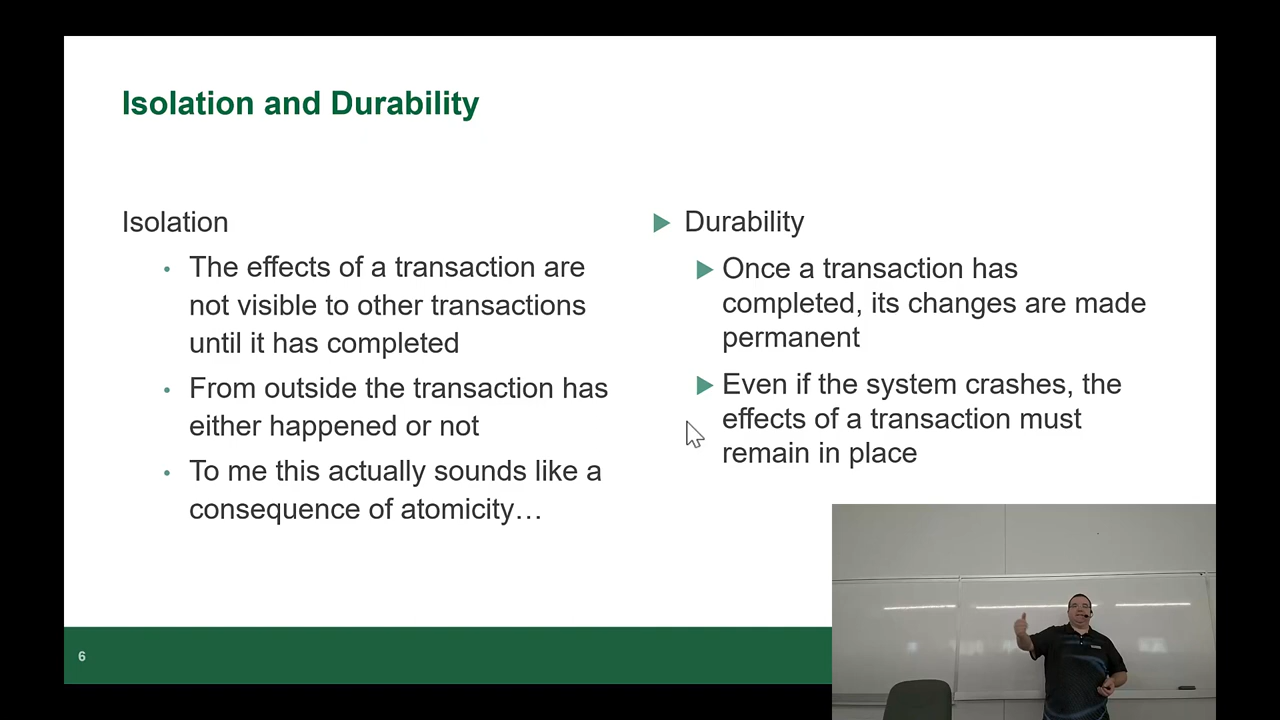 Isolation and Durability
Isolation
• The effects of a transaction are
not visible to other transactions
until it has completed
• From outside the transaction has
either happened or not
• To me this actually sounds like a
consequence of atomicity…
Durability
Once a transaction has
completed, its changes are made
permanent
Even if the system crashes, the
effects of a transaction must
remain in place
6